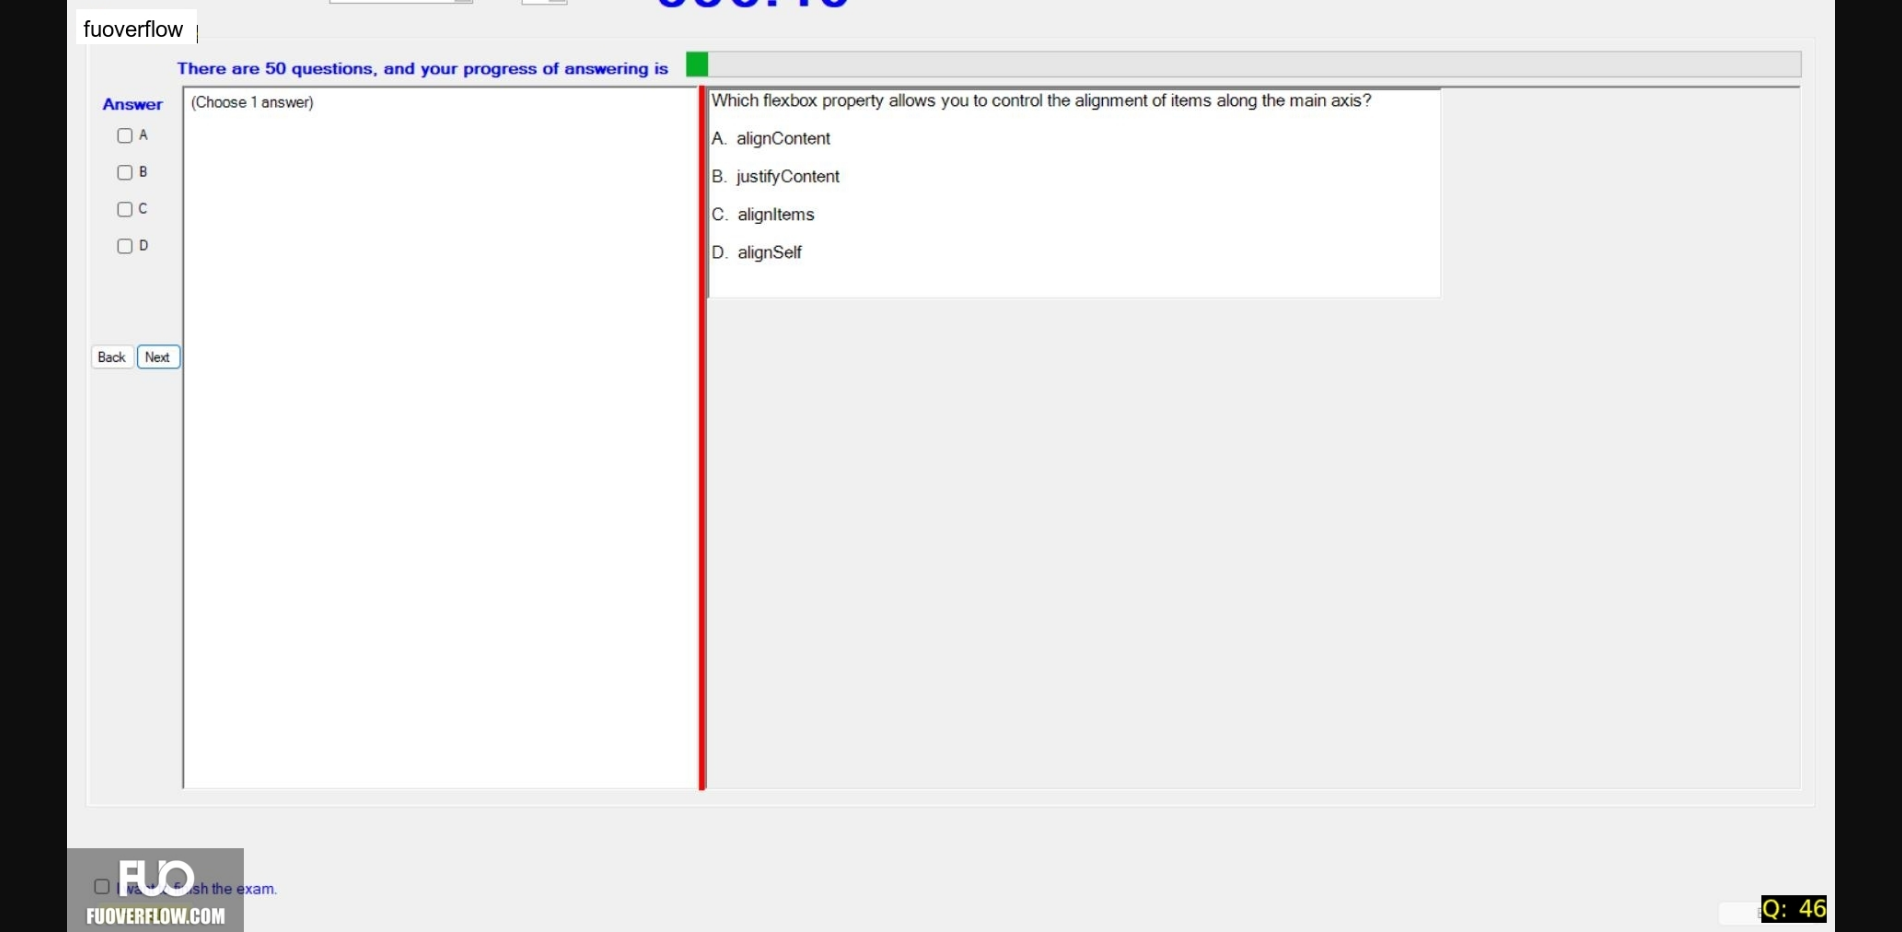 fuoverflow
There are 50 questions, and your progress of answering is
Answer
(Choose 1 answer)
A
B
C
D
Back
Next
Which flexbox property allows you to control the alignment of items along the main axis?
A. alignContent
B. justifyContent
C. alignItems
D. alignSelf
FUO
sh the exam.
FUOVERFLOW.COM
Q: 46